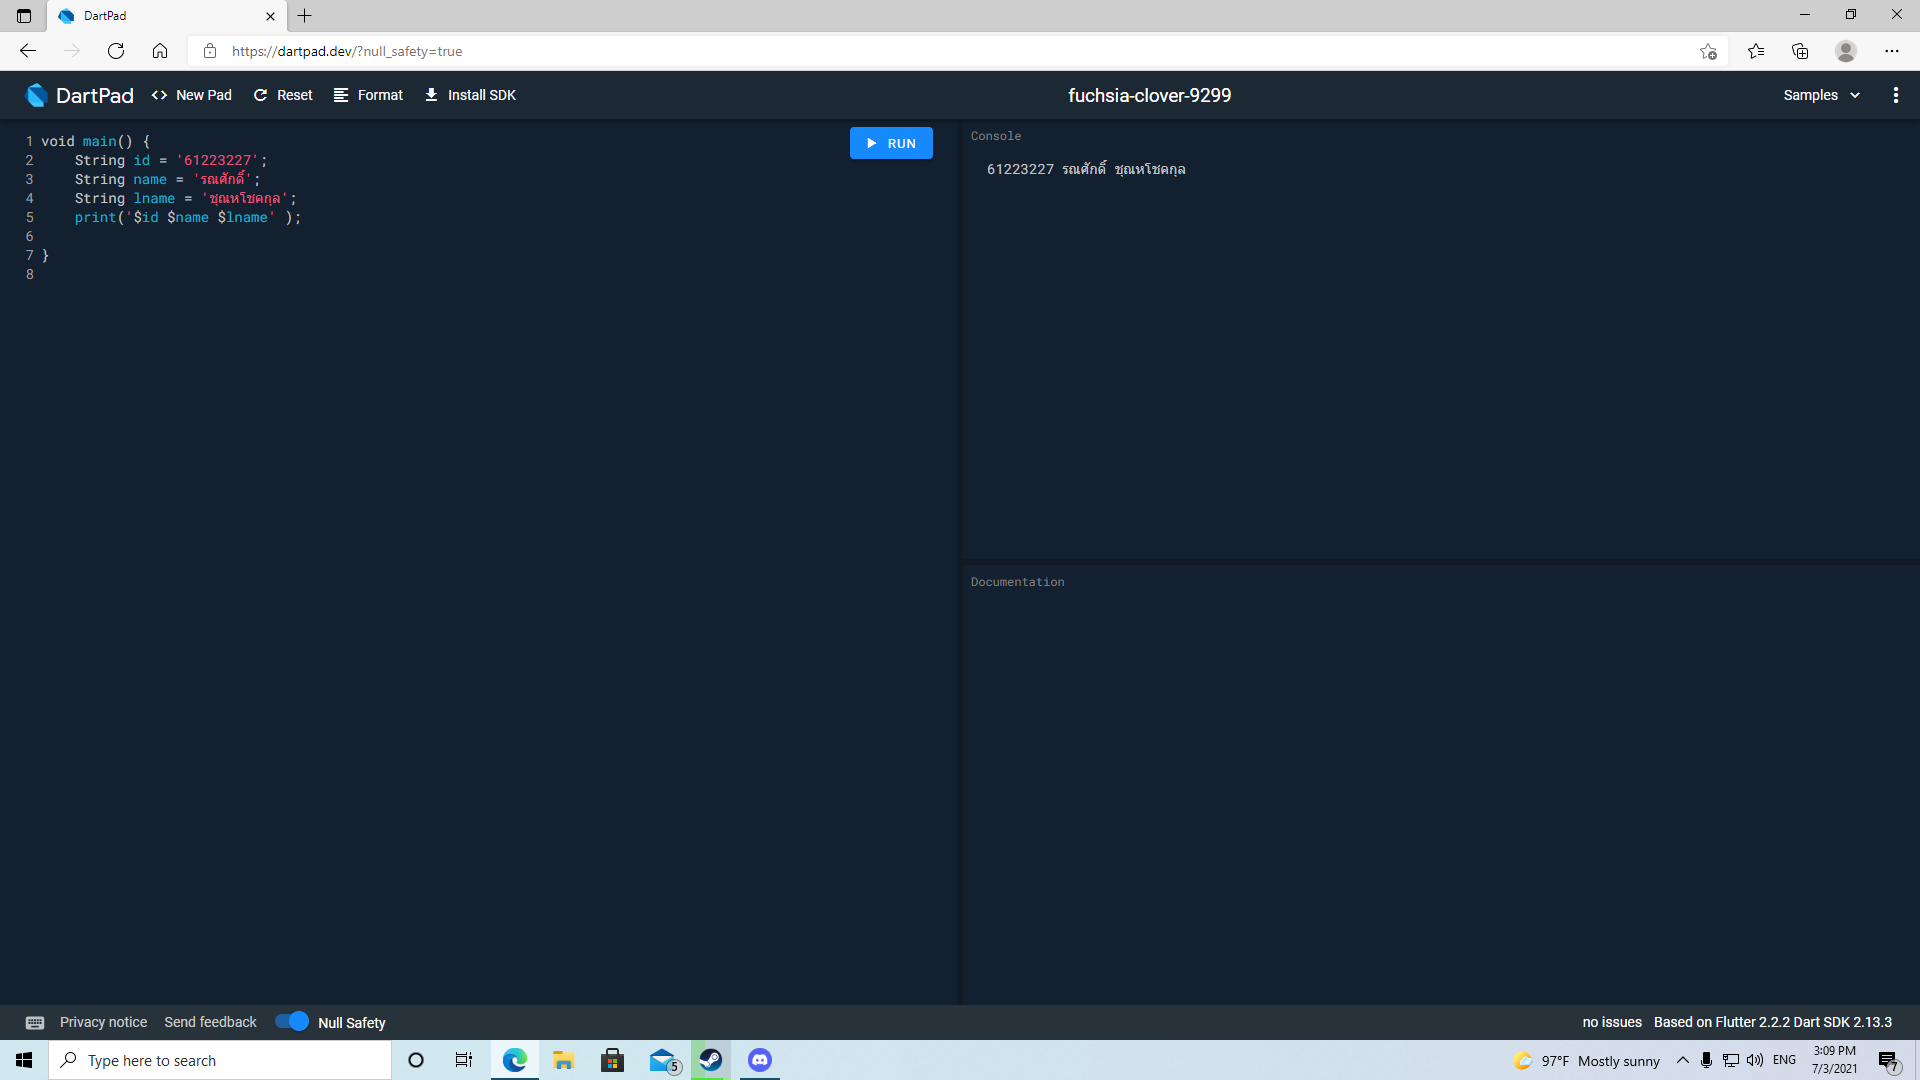 DartPad
https://dartpad.dev/?null_safety=true
DartPad New Pad Reset Format Install SDK fuchsia-clover-9299 Samples
RUN
1 void main() {
2 String id = '61223227';
3 String name = 'รณศักดิ์';
4 String lname = 'ชุณหโชคกุล';
5 print('$id $name $lname' );
6
7 }
8
Console
61223227 รณศักดิ์ ชุณหโชคกุล
Documentation
Privacy notice Send feedback Null Safety no issues Based on Flutter 2.2.2 Dart SDK 2.13.3
Type here to search 5 97°F Mostly sunny ENG 3:09 PM 7
7/3/2021